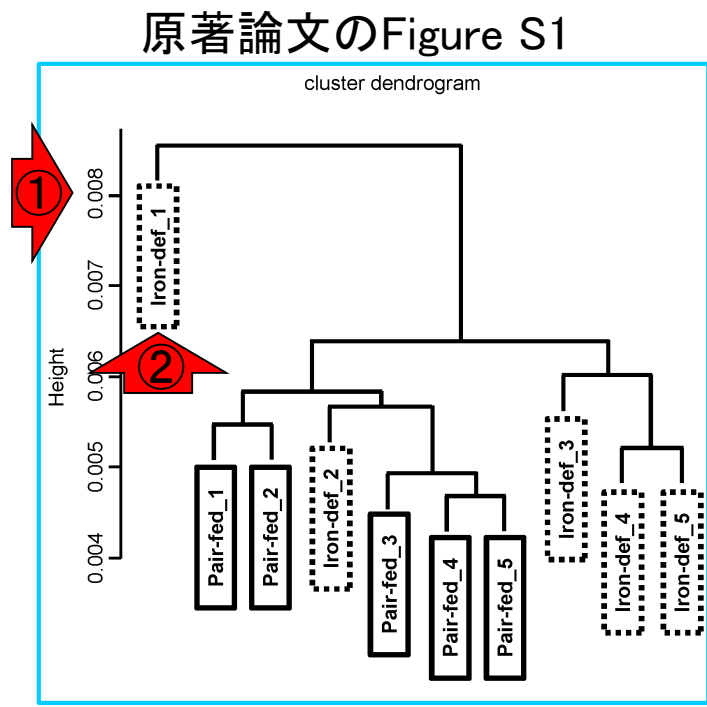 原著論文のFigure S1
cluster dendrogram
Height
0.008
0.007
0.006
0.005
0.004
①
②
Iron-def_1
Pair-fed_1
Pair-fed_2
Iron-def_2
Pair-fed_3
Pair-fed_4
Pair-fed_5
Iron-def_3
Iron-def_4
Iron-def_5